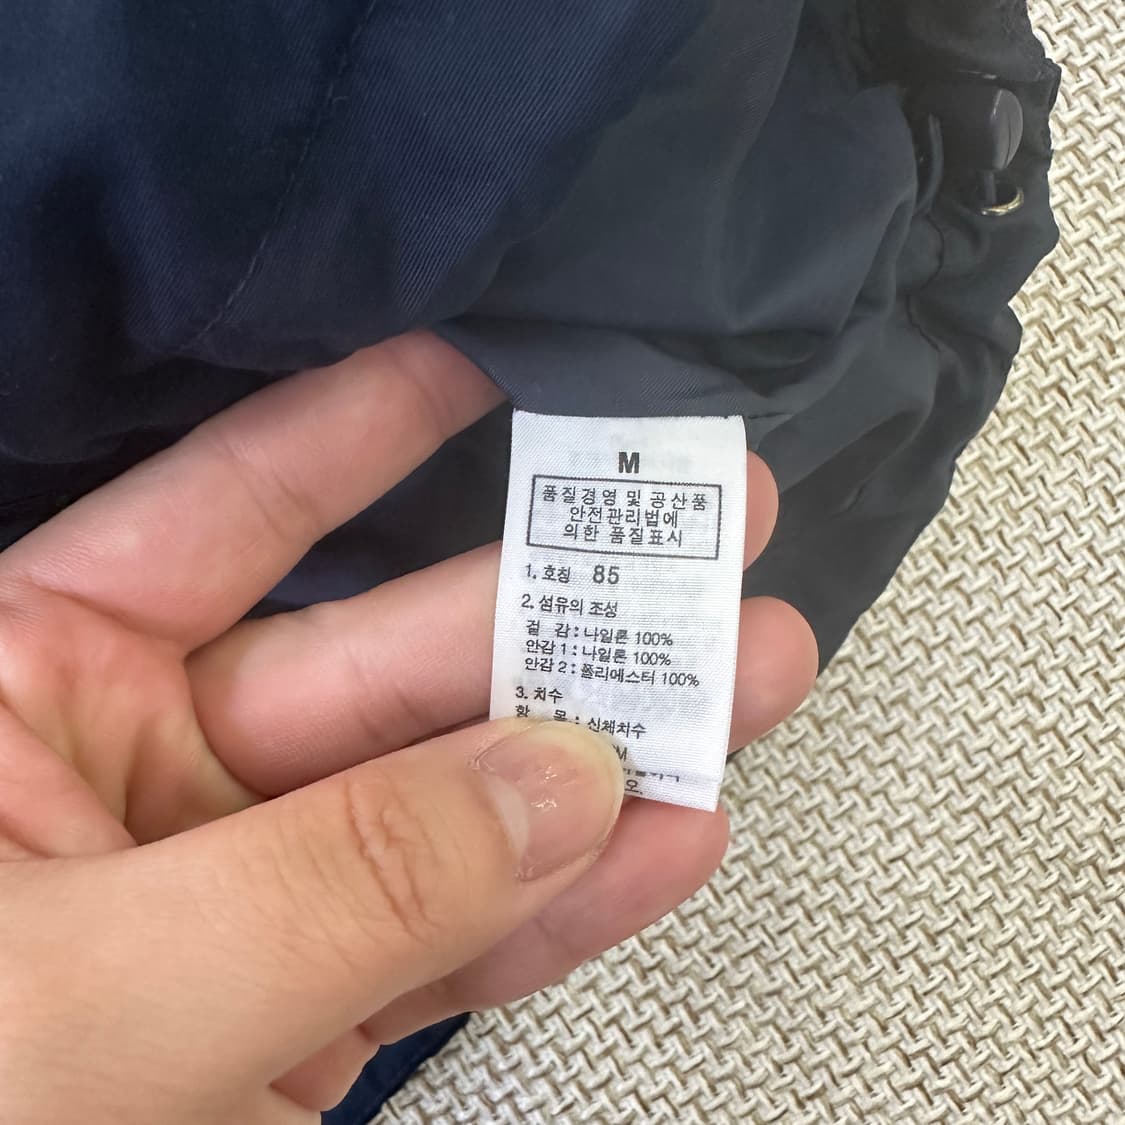 M
품질경영 및 공산품
안전관리법에
의한 품질표시
1. 호칭 85
2. 섬유의 조성
겉 감 : 나일론 100%
안감 1 : 나일론 100%
안감 2 : 폴리에스터 100%
3. 치수
항 목 : 신체치수
M
오.